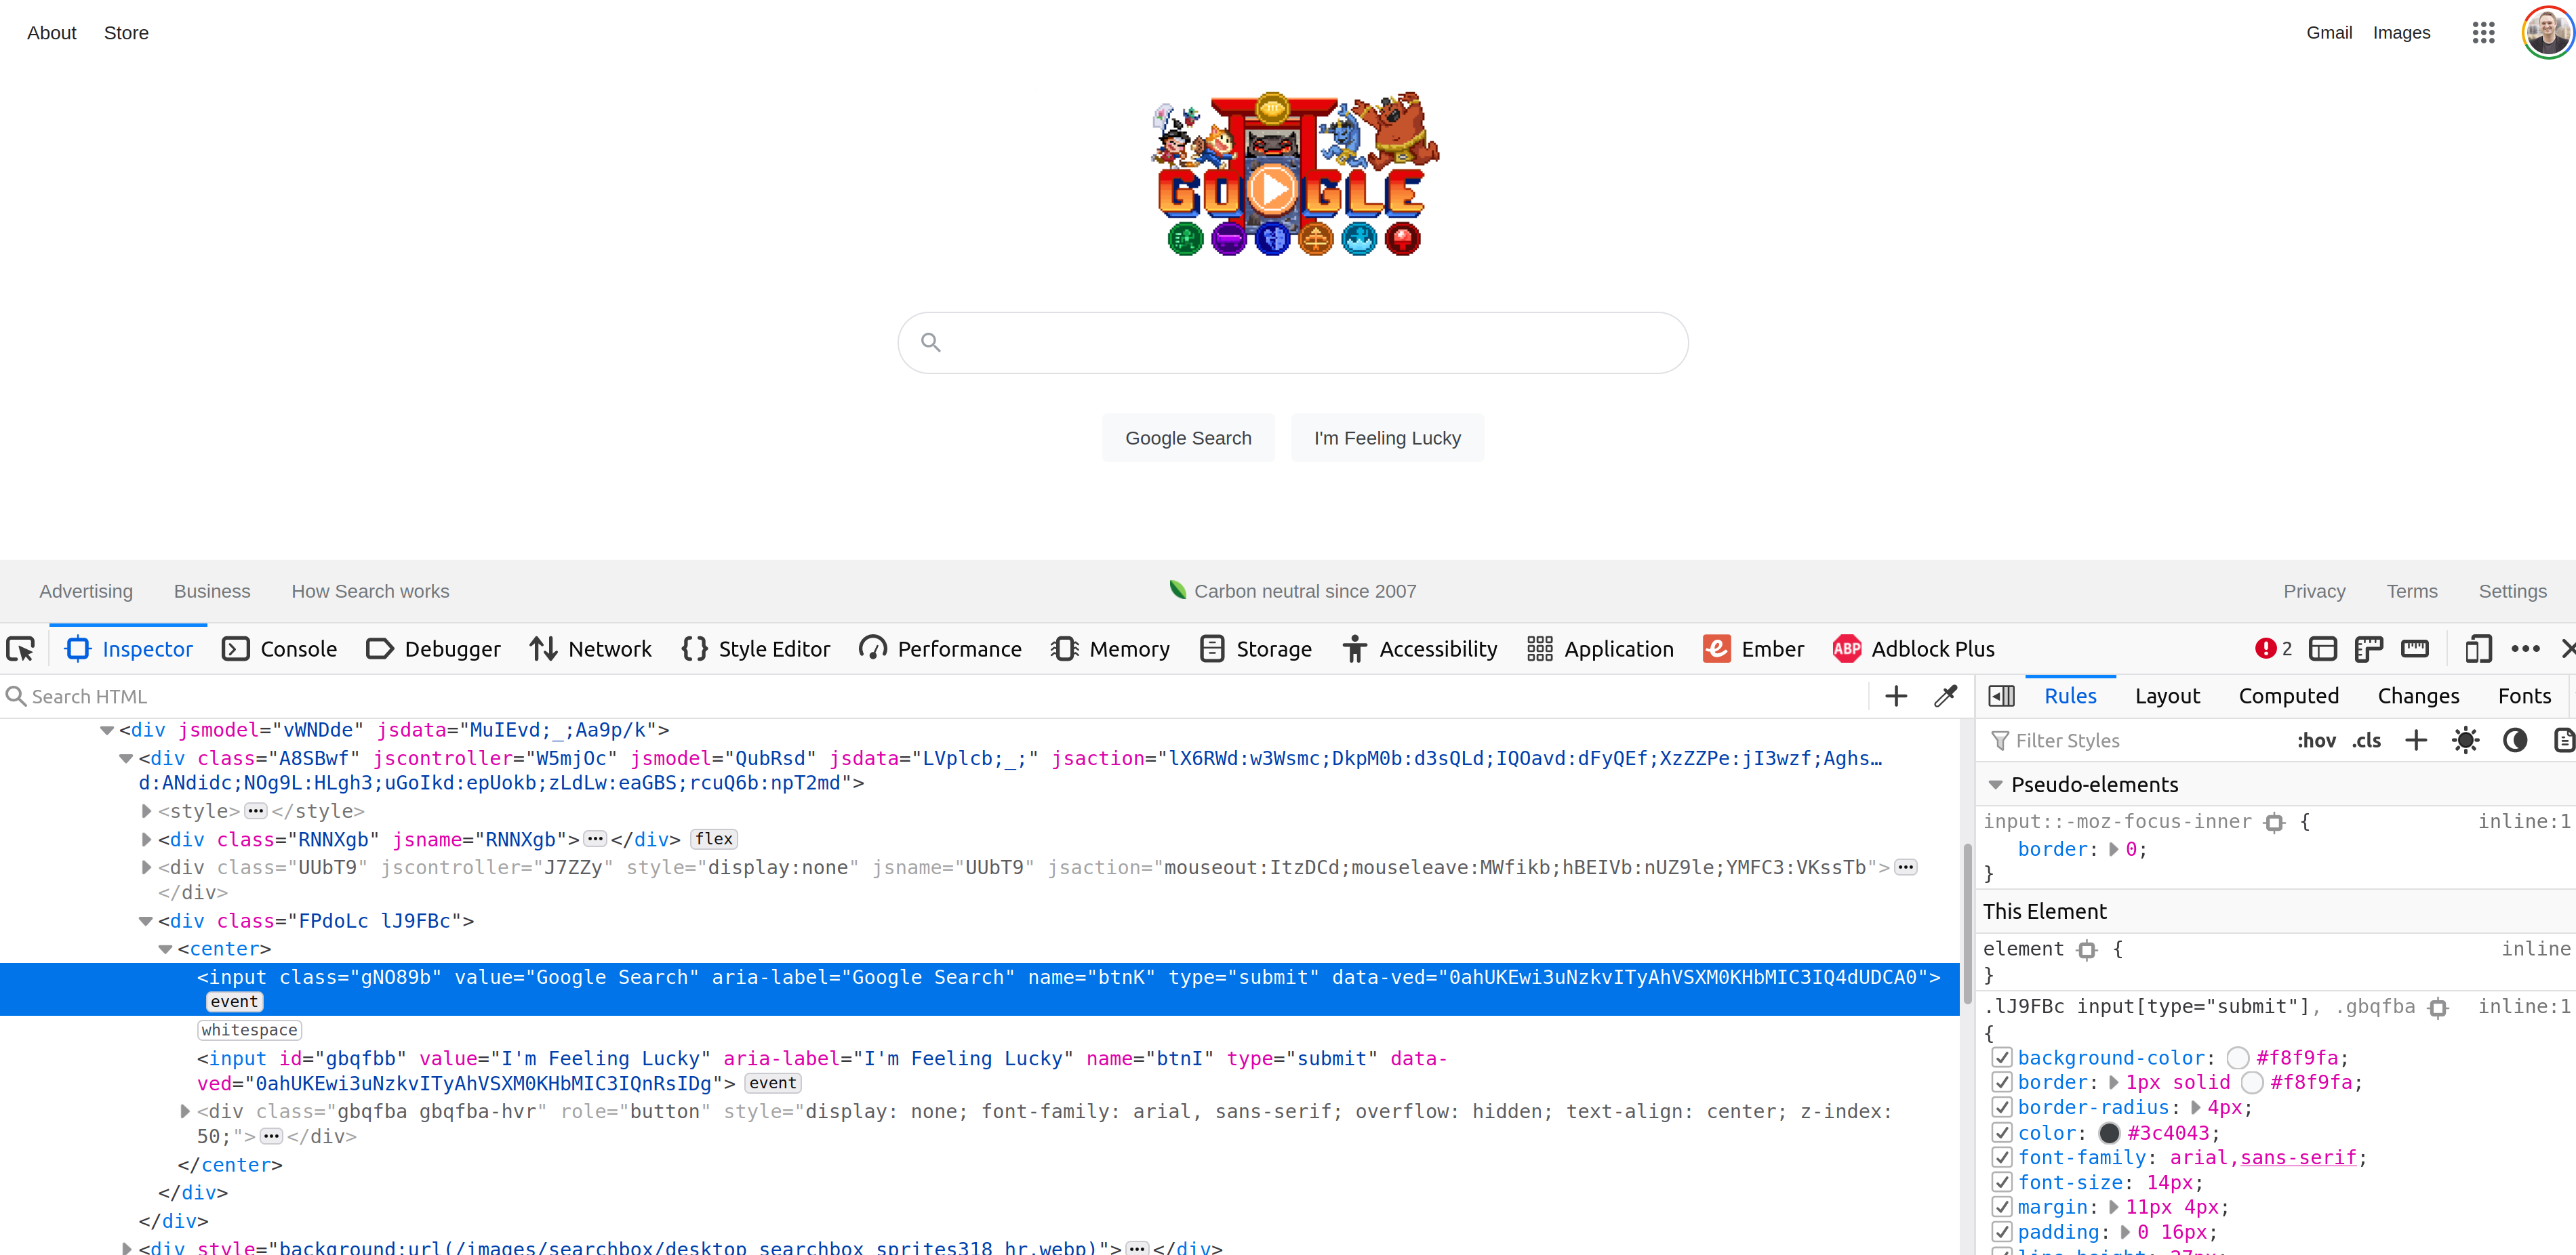 About Store Gmail Images
GOOGLE
Google Search I'm Feeling Lucky
Advertising Business How Search works Carbon neutral since 2007 Privacy Terms Settings
Inspector Console Debugger Network Style Editor Performance Memory Storage Accessibility Application Ember ABP Adblock Plus 2
Search HTML
<div jsmodel="vWNDde" jsdata="MuIEvd;_;Aa9p/k">
<div class="A8SBwf" jscontroller="W5mjOc" jsmodel="QubRsd" jsdata="LVplcb;_;" jsaction="lX6RWd:w3Wsmc;DkpM0b:d3sQLd;IQOavd:dFyQEf;XzZZPe:jI3wzf;Aghs…
d:ANdidc;NOg9L:HLgh3;uGoIkd:epUokb;zLdLw:eaGBS;rcuQ6b:npT2md">
<style>…</style>
<div class="RNNXgb" jsname="RNNXgb">…</div> flex
<div class="UUbT9" jscontroller="J7ZZy" style="display:none" jsname="UUbT9" jsaction="mouseout:ItzDCd;mouseleave:MWfikb;hBEIVb:nUZ9le;YMFC3:VKssTb">…
</div>
<div class="FPdoLc lJ9FBc">
<center>
<input class="gNO89b" value="Google Search" aria-label="Google Search" name="btnK" type="submit" data-ved="0ahUKEwi3uNzkvITyAhVSXM0KHbMIC3IQ4dUDCA0">
event
whitespace
<input id="gbqfbb" value="I'm Feeling Lucky" aria-label="I'm Feeling Lucky" name="btnI" type="submit" data-
ved="0ahUKEwi3uNzkvITyAhVSXM0KHbMIC3IQnRsIDg"> event
<div class="gbqfba gbqfba-hvr" role="button" style="display: none; font-family: arial, sans-serif; overflow: hidden; text-align: center; z-index:
50;">…</div>
</center>
</div>
</div>
<div style="background:url(/images/searchbox/desktop_searchbox_sprites318_hr.webp)">…</div>
Rules Layout Computed Changes Fonts
Filter Styles :hov .cls
Pseudo-elements
input::-moz-focus-inner { inline:1
border: 0;
}
This Element
element { inline
}
.lJ9FBc input[type="submit"], .gbqfba inline:1
{
background-color: #f8f9fa;
border: 1px solid #f8f9fa;
border-radius: 4px;
color: #3c4043;
font-family: arial,sans-serif;
font-size: 14px;
margin: 11px 4px;
padding: 0 16px;
line-height: 27px;